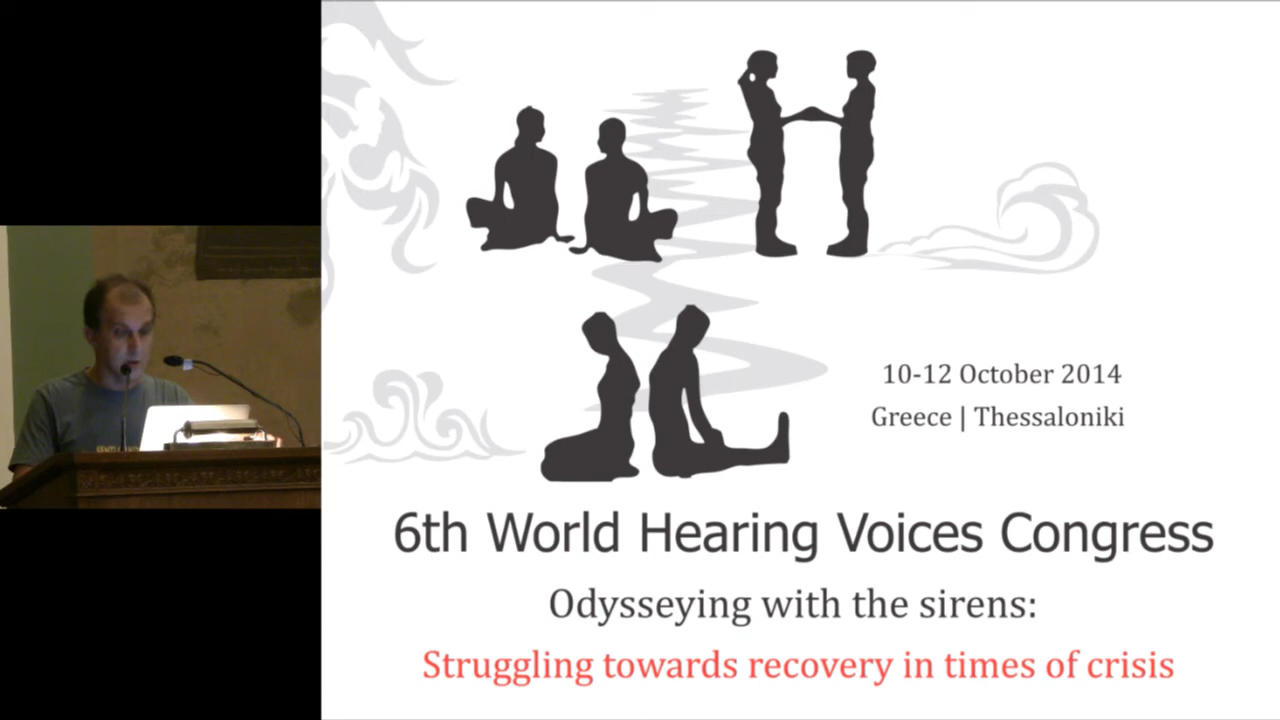 10-12 October 2014
Greece | Thessaloniki
6th World Hearing Voices Congress
Odysseying with the sirens:
Struggling towards recovery in times of crisis